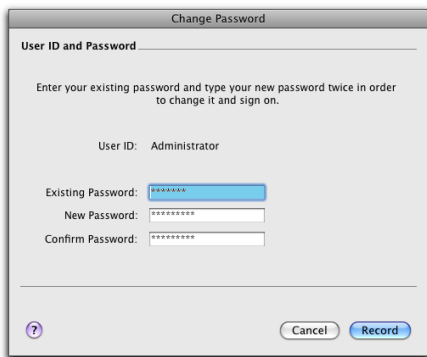 Change Password
User ID and Password
Enter your existing password and type your new password twice in order
to change it and sign on.
User ID: Administrator
Existing Password: *******
New Password: *********
Confirm Password: *********
? Cancel Record